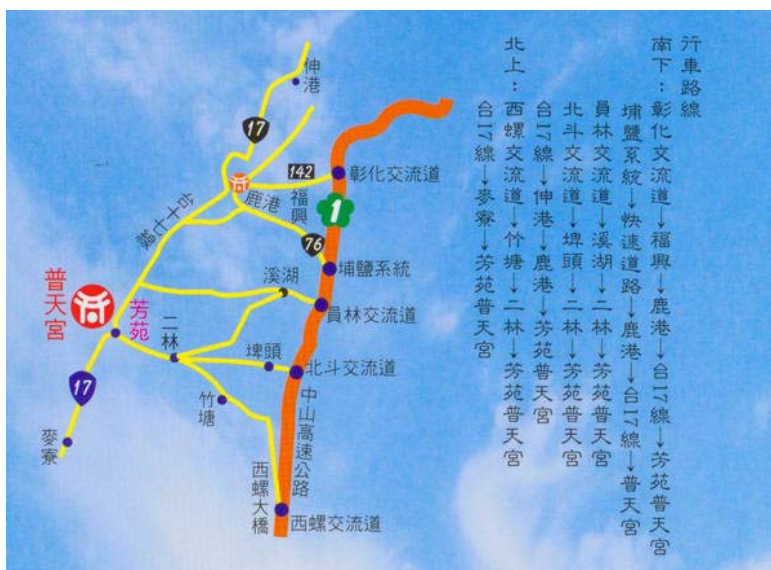 行車路線
南下：彰化交流道→福興→鹿港→台17線→芳苑普天宮
埔鹽系統→快速道路→鹿港→台17線→普天宮
員林交流道→溪湖→二林→芳苑普天宮
北斗交流道→埤頭→二林→芳苑普天宮
台17線→伸港→鹿港→芳苑普天宮
北上：西螺交流道→竹塘→二林→芳苑普天宮
台17線→麥寮→芳苑普天宮
伸港
17
142
彰化交流道
鹿港
福興
1
台十七線
76
埔鹽系統
溪湖
普天宮
芳苑
員林交流道
二林
埤頭
北斗交流道
17
竹塘
中山高速公路
麥寮
西螺大橋
西螺交流道